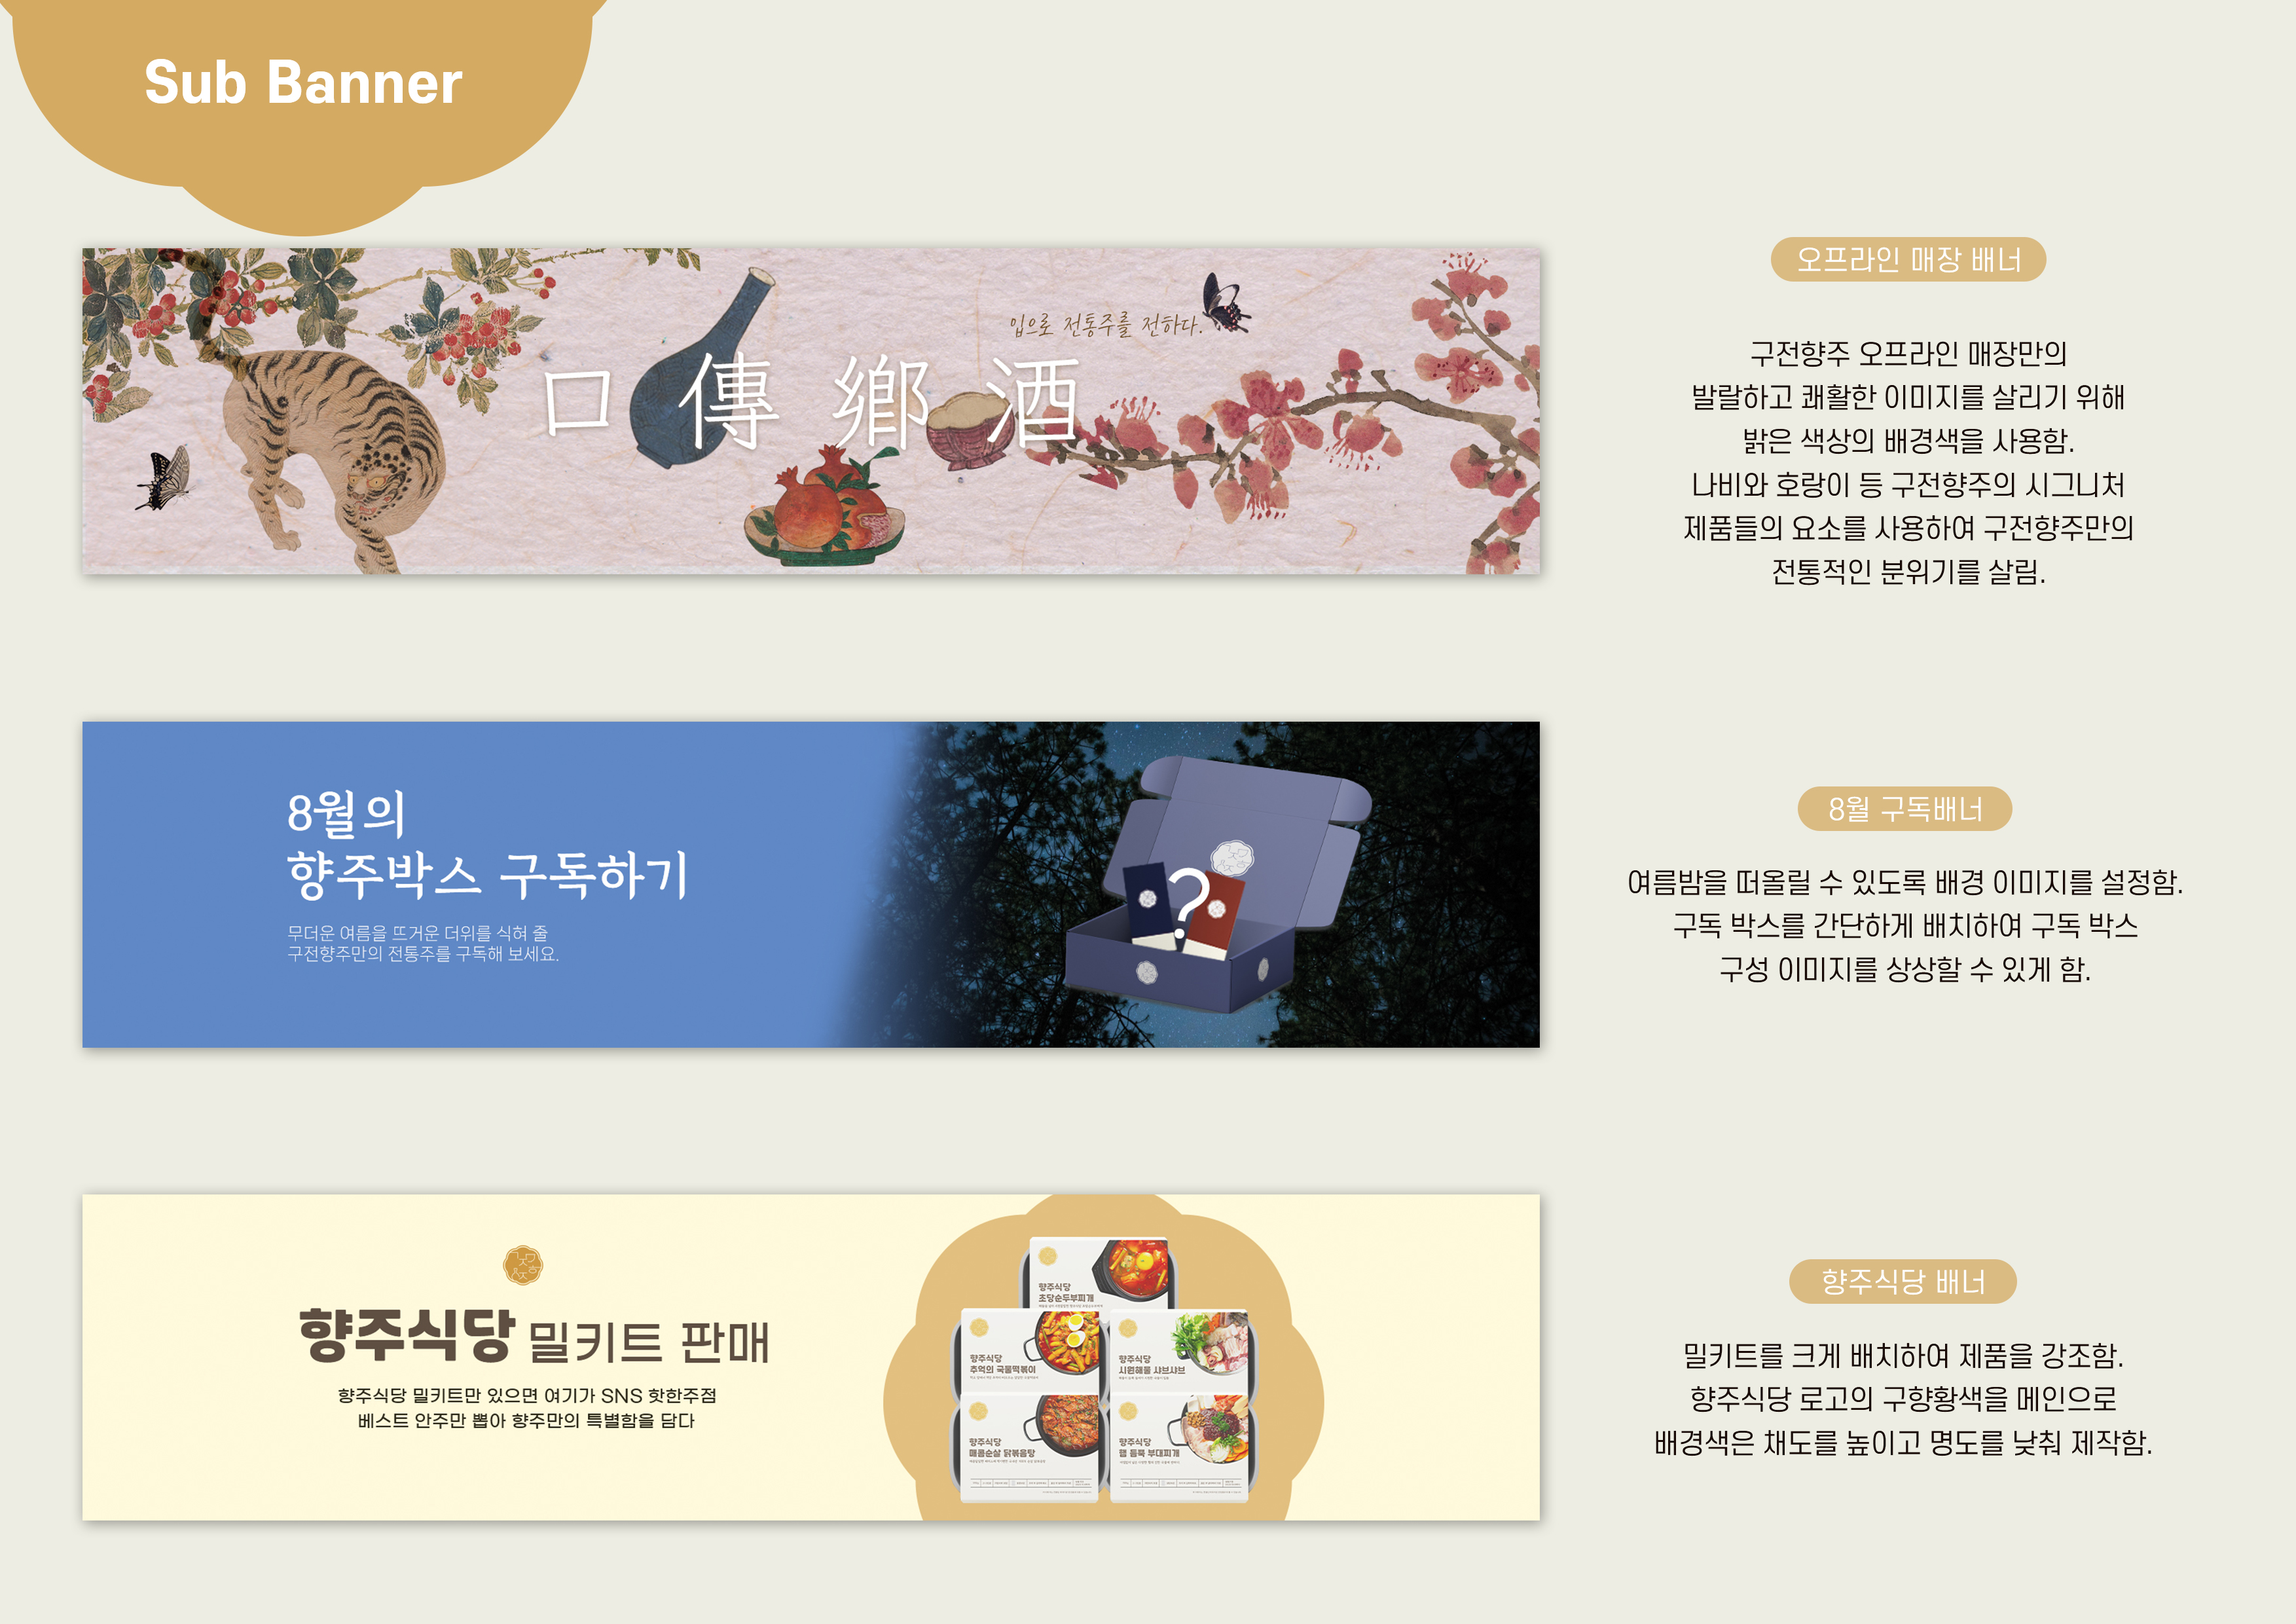 Sub Banner
입으로 전통주를 전하다.
口傳鄕酒
오프라인 매장 배너
구전향주 오프라인 매장만의
발랄하고 쾌활한 이미지를 살리기 위해
밝은 색상의 배경색을 사용함.
나비와 호랑이 등 구전향주의 시그니처
제품들의 요소를 사용하여 구전향주만의
전통적인 분위기를 살림.
8월의
향주박스 구독하기
무더운 여름을 뜨거운 더위를 식혀 줄
구전향주만의 전통주를 구독해 보세요.
?
8월 구독배너
여름밤을 떠올릴 수 있도록 배경 이미지를 설정함.
구독 박스를 간단하게 배치하여 구독 박스
구성 이미지를 상상할 수 있게 함.
향주식당 밀키트 판매
향주식당 밀키트만 있으면 여기가 SNS 핫한주점
베스트 안주만 뽑아 향주만의 특별함을 담다
향주식당
초당순두부찌개
향주식당
추억의 국물떡볶이
향주식당
시원해물 샤브샤브
향주식당
매콤순살 닭볶음탕
향주식당
햄 듬뿍 부대찌개
향주식당 배너
밀키트를 크게 배치하여 제품을 강조함.
향주식당 로고의 구향황색을 메인으로
배경색은 채도를 높이고 명도를 낮춰 제작함.